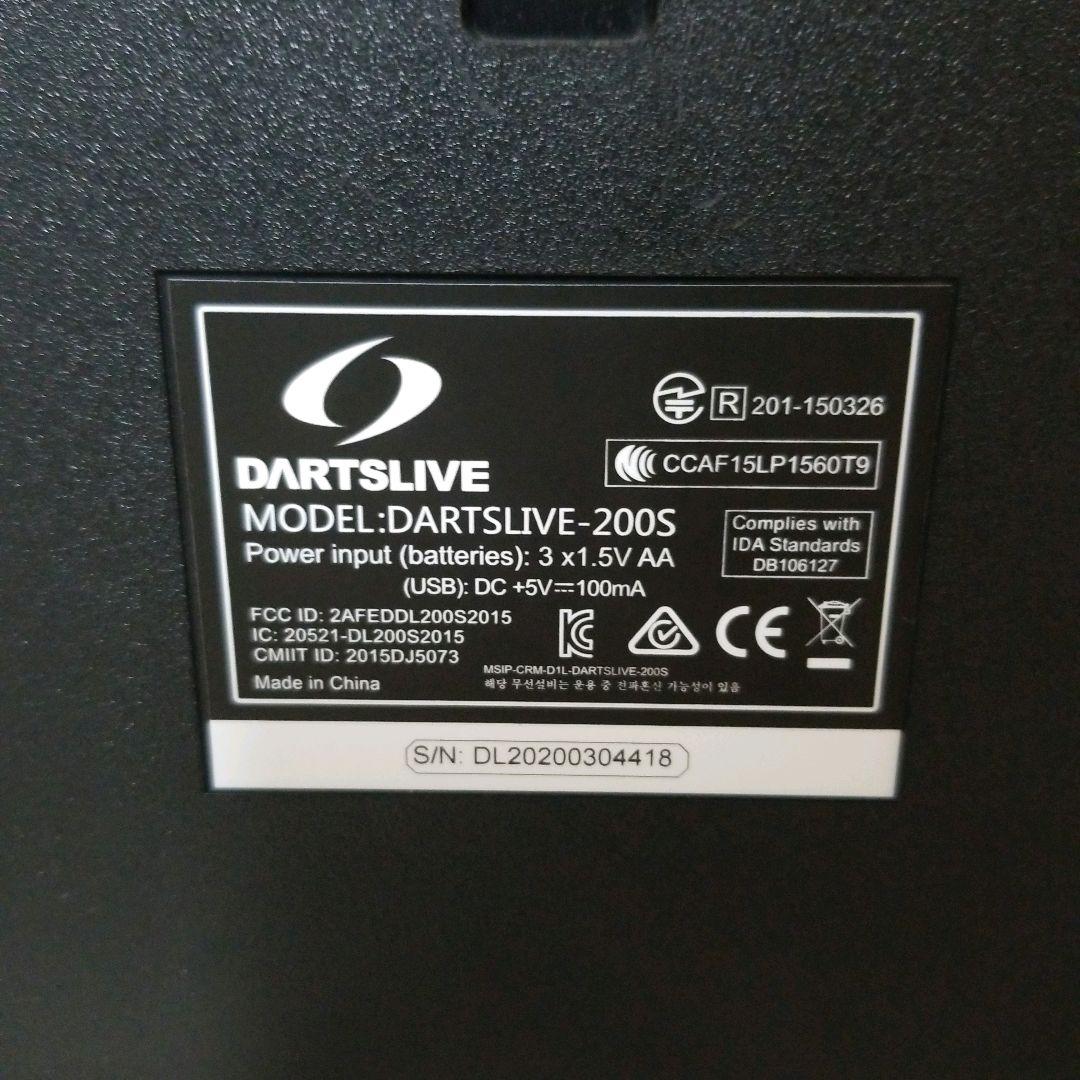 DARTSLIVE
R 201-150326
CCAF15LP1560T9
MODEL:DARTSLIVE-200S
Complies with
IDA Standards
DB106127
Power input (batteries): 3 x1.5V AA
(USB): DC +5V⎓100mA
FCC ID: 2AFEDDL200S2015
IC: 20521-DL200S2015
CMIIT ID: 2015DJ5073
Made in China
CE
MSIP-CRM-D1L-DARTSLIVE-200S
해당 무선설비는 운용 중 전파혼신 가능성이 있음
S/N: DL20200304418